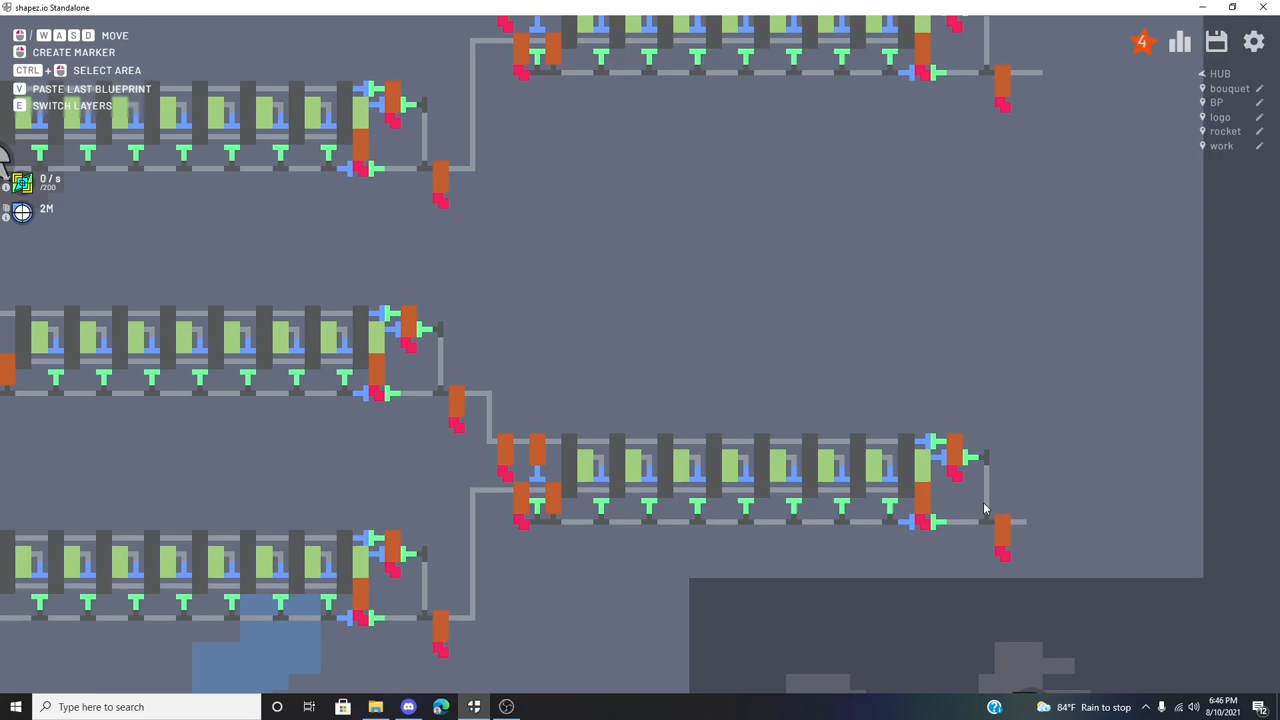 shapez.io Standalone
/ W A S D MOVE
CREATE MARKER
CTRL + SELECT AREA
V PASTE LAST BLUEPRINT
E SWITCH LAYERS
4
HUB
bouquet
BP
logo
rocket
work
0 / s
/200
2M
Type here to search
84°F Rain to stop
6:46 PM
8/10/2021
12